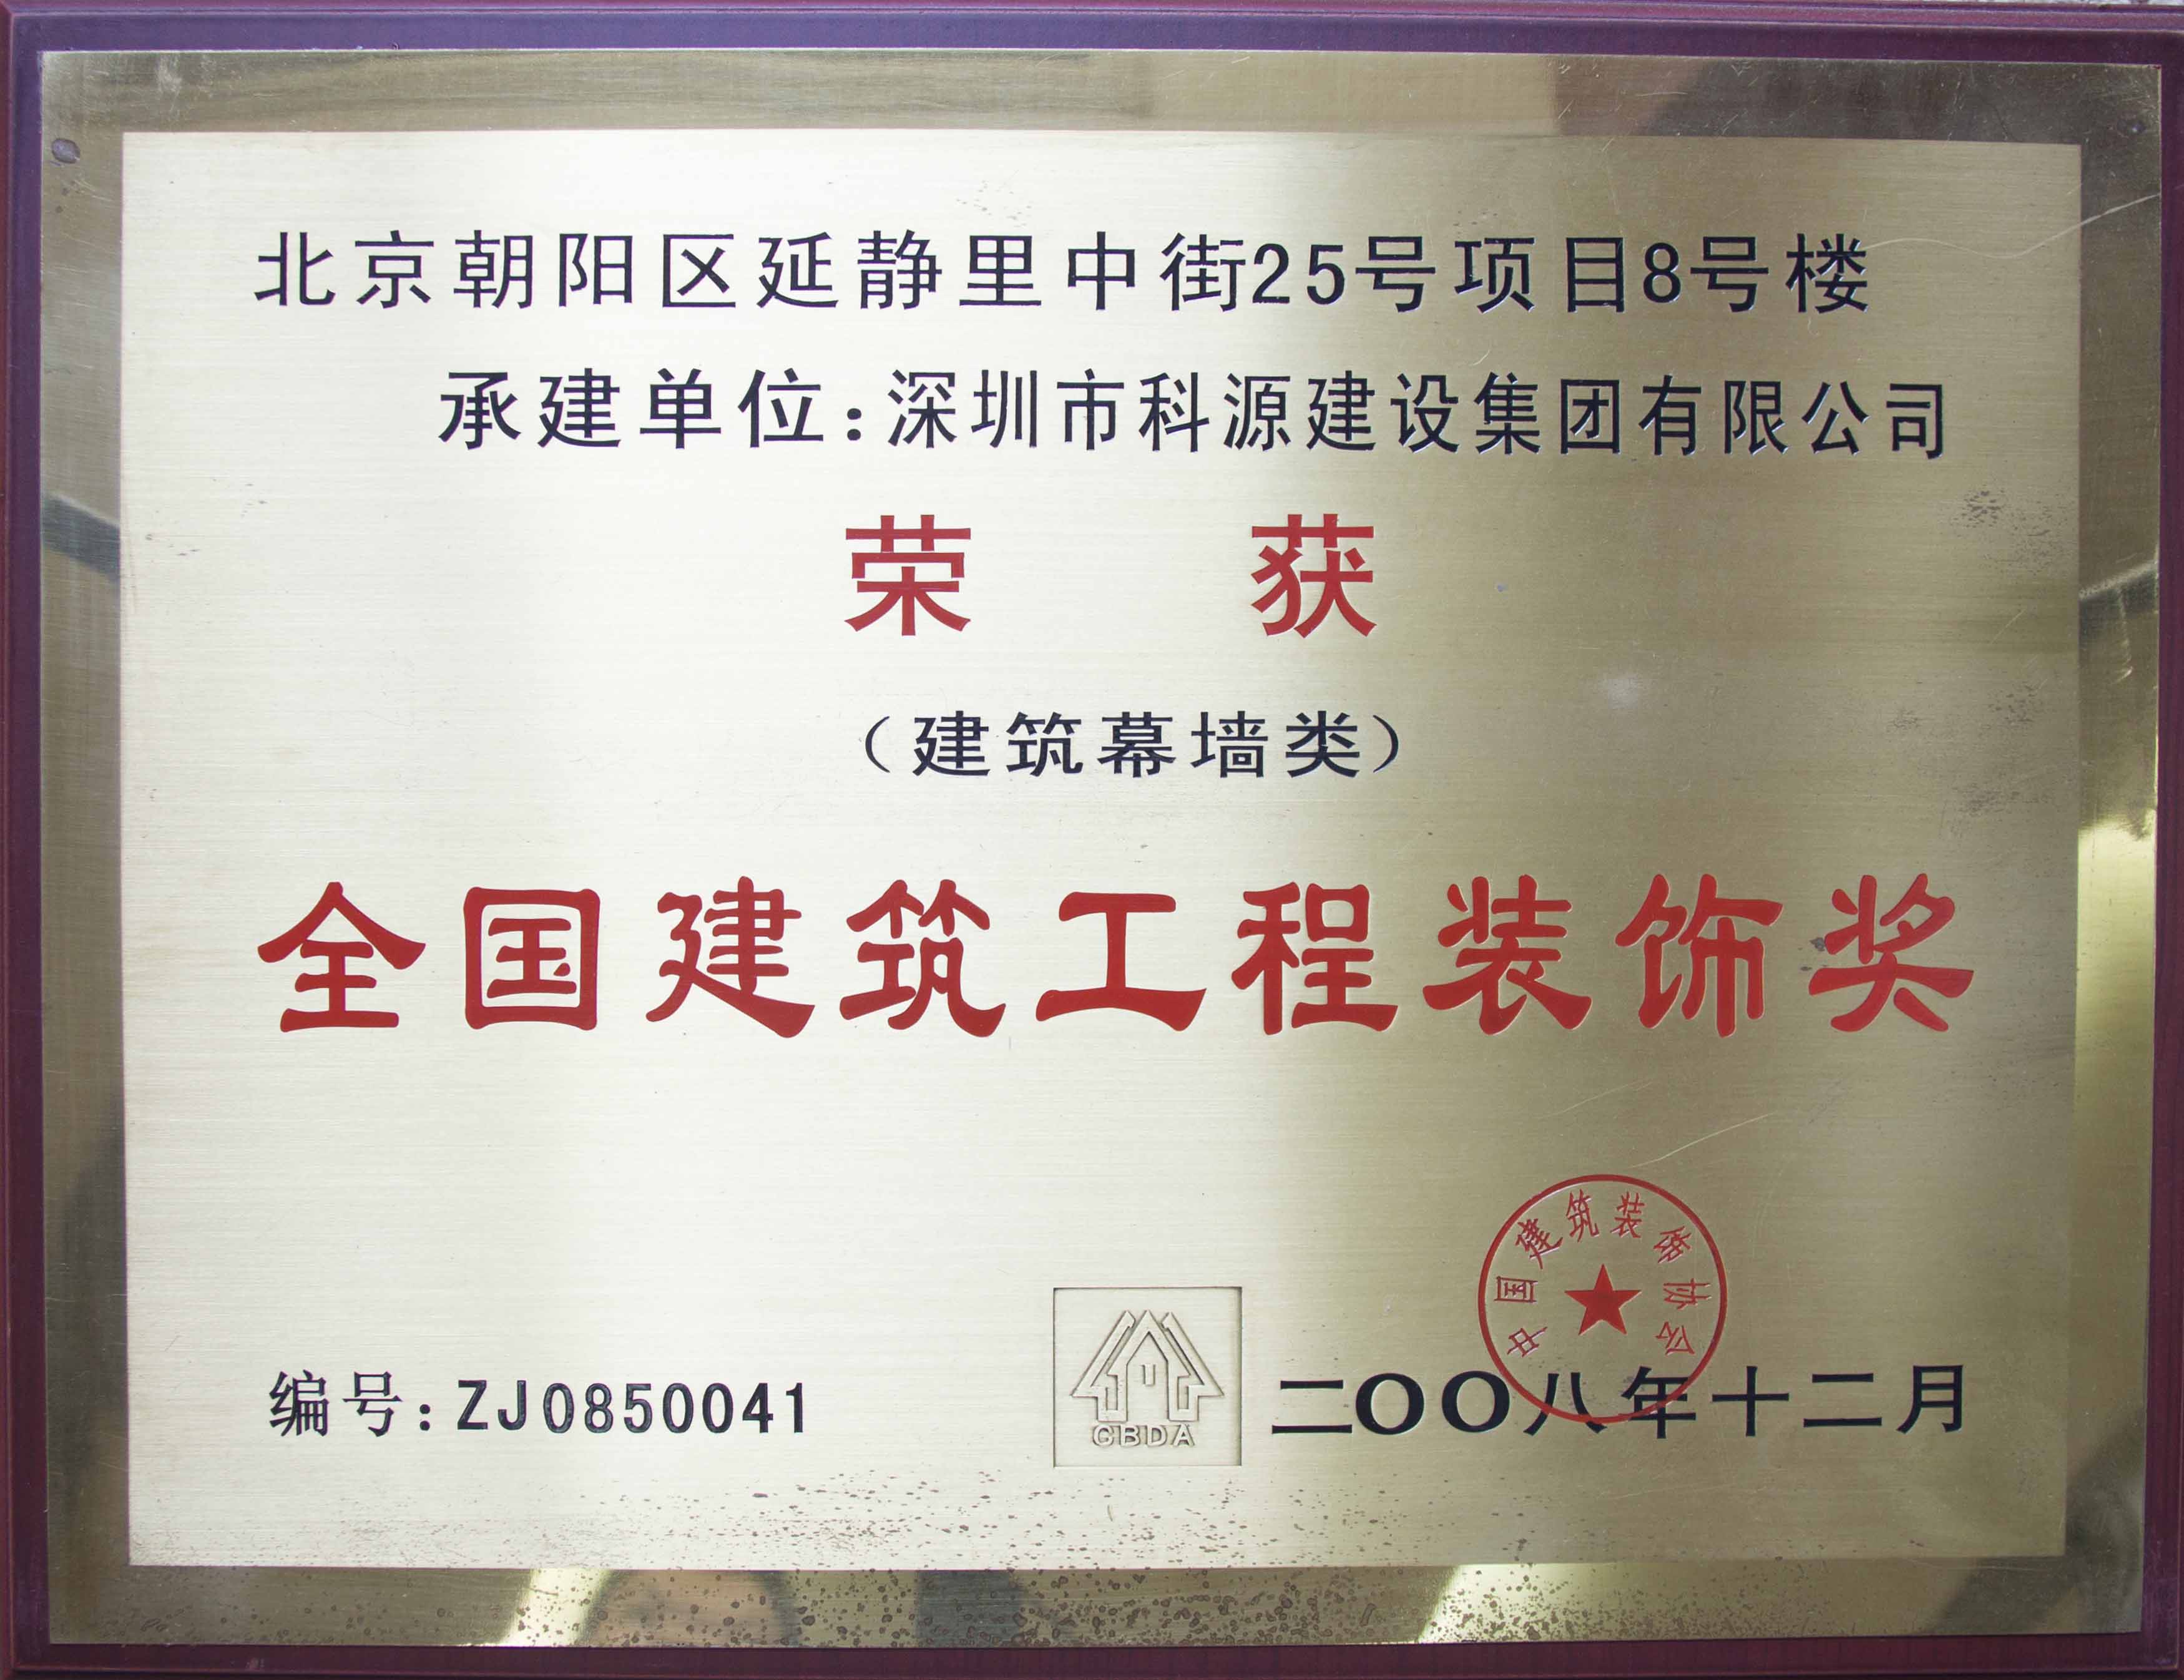 北京朝阳区延静里中街25号项目8号楼
承建单位：深圳市科源建设集团有限公司
荣 获
（建筑幕墙类）
全国建筑工程装饰奖
中国建筑装饰协会
编号：ZJ0850041
CBDA
二〇〇八年十二月